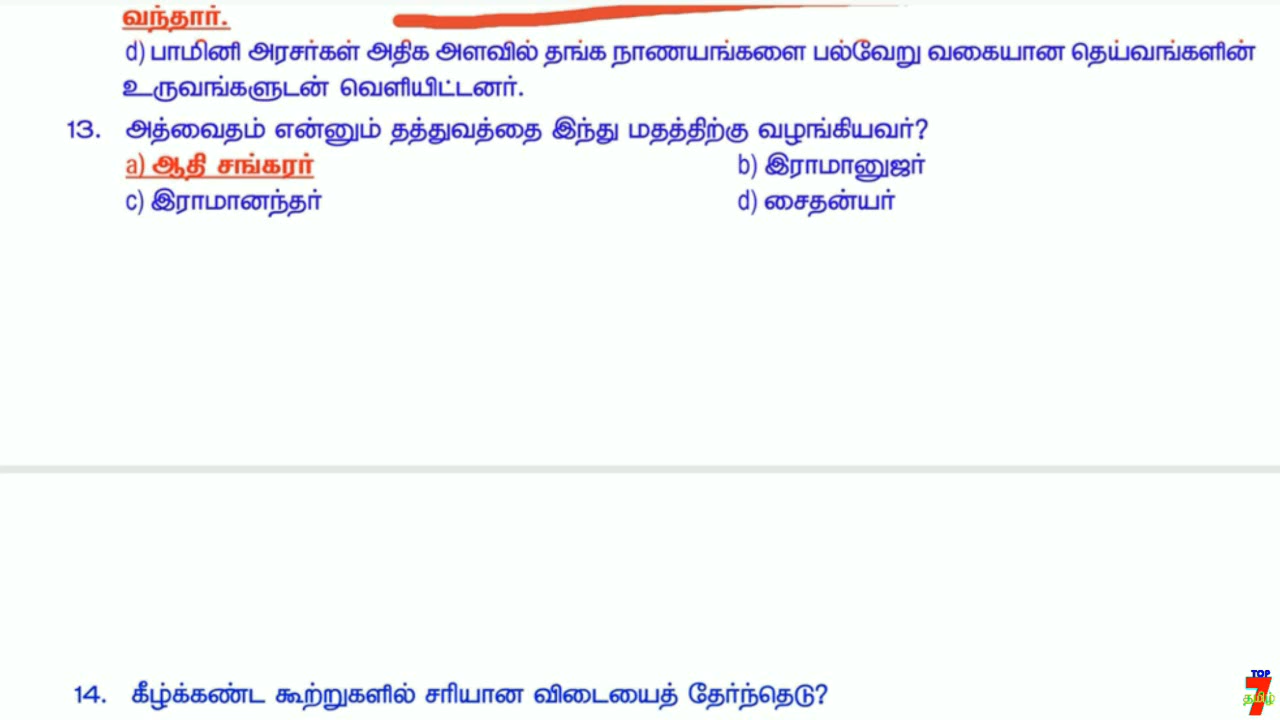 வந்தார்.
d) பாமினி அரசர்கள் அதிக அளவில் தங்க நாணயங்களை பல்வேறு வகையான தெய்வங்களின்
உருவங்களுடன் வெளியிட்டனர்.
13. அத்வைதம் என்னும் தத்துவத்தை இந்து மதத்திற்கு வழங்கியவர்?
a) ஆதி சங்கரர் b) இராமானுஜர்
c) இராமானந்தர் d) சைதன்யர்
14. கீழ்க்கண்ட கூற்றுகளில் சரியான விடையைத் தேர்ந்தெடு?
TOP
7
தமிழ்